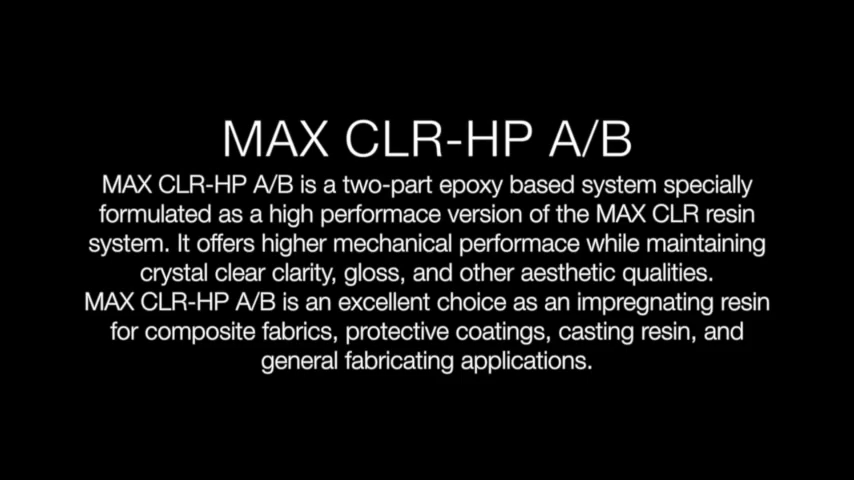 MAX CLR-HP A/B
MAX CLR-HP A/B is a two-part epoxy based system specially
formulated as a high performace version of the MAX CLR resin
system. It offers higher mechanical performace while maintaining
crystal clear clarity, gloss, and other aesthetic qualities.
MAX CLR-HP A/B is an excellent choice as an impregnating resin
for composite fabrics, protective coatings, casting resin, and
general fabricating applications.